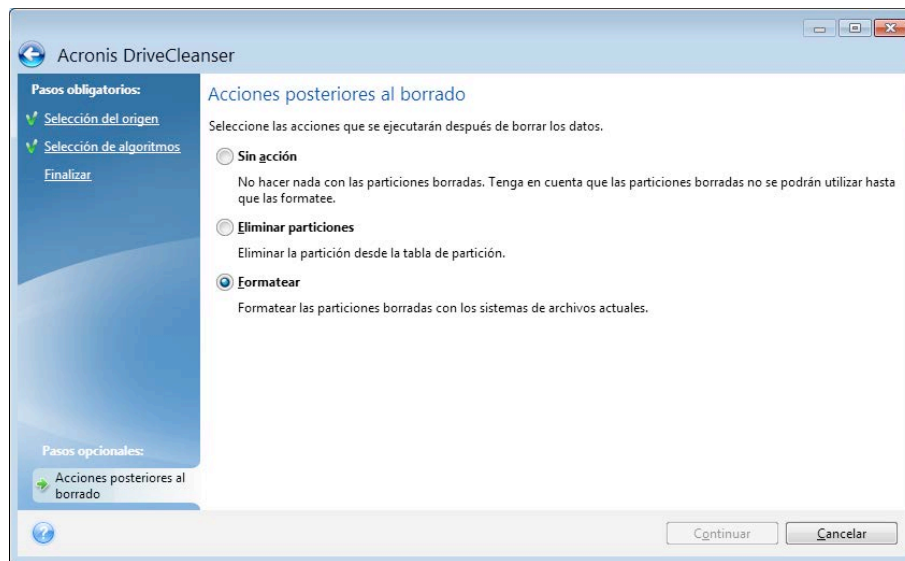 Acronis DriveCleanser
Pasos obligatorios:
Selección del origen
Selección de algoritmos
Finalizar
Pasos opcionales:
Acciones posteriores al
borrado
Acciones posteriores al borrado
Seleccione las acciones que se ejecutarán después de borrar los datos.
Sin acción
No hacer nada con las particiones borradas. Tenga en cuenta que las particiones borradas no se podrán utilizar hasta
que las formatee.
Eliminar particiones
Eliminar la partición desde la tabla de partición.
Formatear
Formatear las particiones borradas con los sistemas de archivos actuales.
Continuar
Cancelar